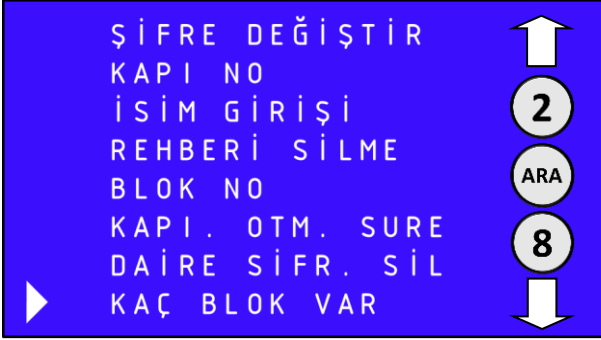 ŞİFRE DEĞİŞTİR
KAPI NO
İSİM GİRİŞİ
REHBERİ SİLME
BLOK NO
KAPI. OTM. SURE
DAİRE SİFR. SİL
KAÇ BLOK VAR
2
ARA
8